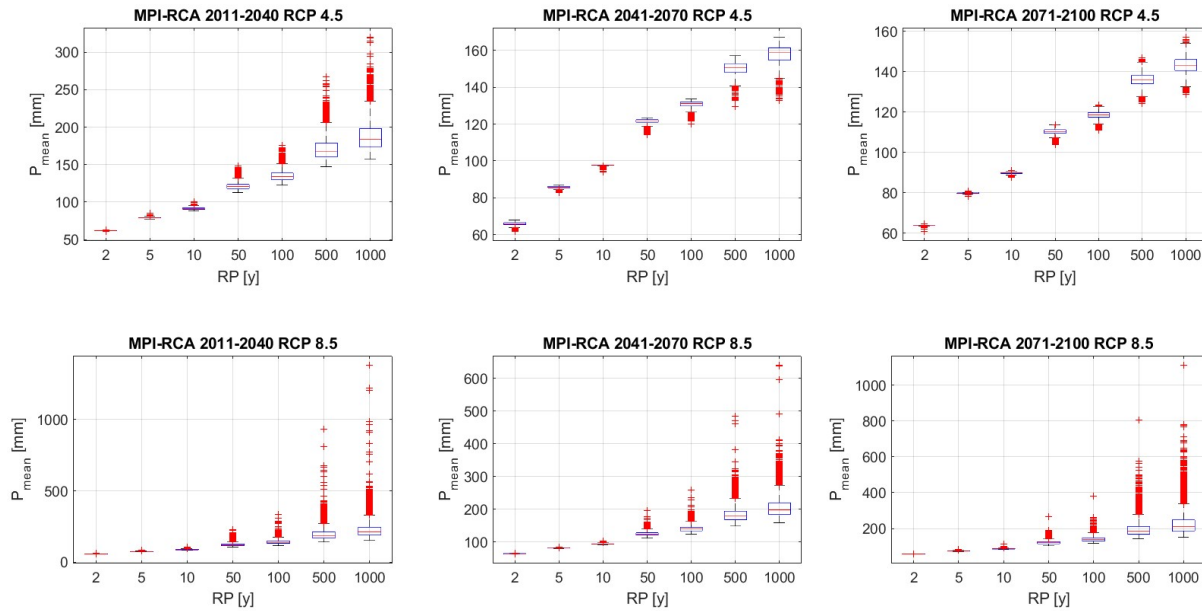 MPI-RCA 2011-2040 RCP 4.5
P_mean [mm]
300
250
200
150
100
50
2 5 10 50 100 500 1000
RP [y]
MPI-RCA 2041-2070 RCP 4.5
P_mean [mm]
160
140
120
100
80
60
2 5 10 50 100 500 1000
RP [y]
MPI-RCA 2071-2100 RCP 4.5
P_mean [mm]
160
140
120
100
80
60
2 5 10 50 100 500 1000
RP [y]
MPI-RCA 2011-2040 RCP 8.5
P_mean [mm]
1000
500
0
2 5 10 50 100 500 1000
RP [y]
MPI-RCA 2041-2070 RCP 8.5
P_mean [mm]
600
500
400
300
200
100
2 5 10 50 100 500 1000
RP [y]
MPI-RCA 2071-2100 RCP 8.5
P_mean [mm]
1000
800
600
400
200
0
2 5 10 50 100 500 1000
RP [y]